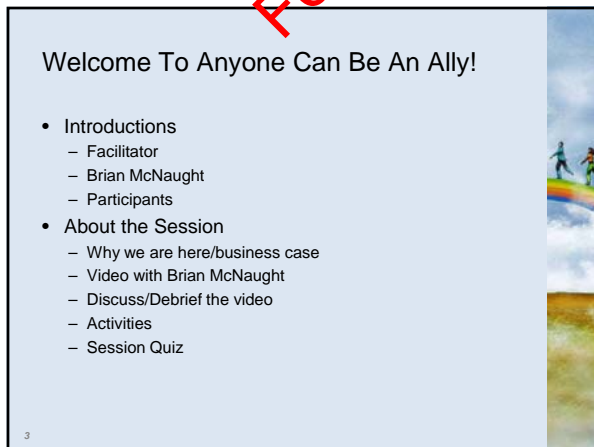 Welcome To Anyone Can Be An Ally!
• Introductions
– Facilitator
– Brian McNaught
– Participants
• About the Session
– Why we are here/business case
– Video with Brian McNaught
– Discuss/Debrief the video
– Activities
– Session Quiz
3